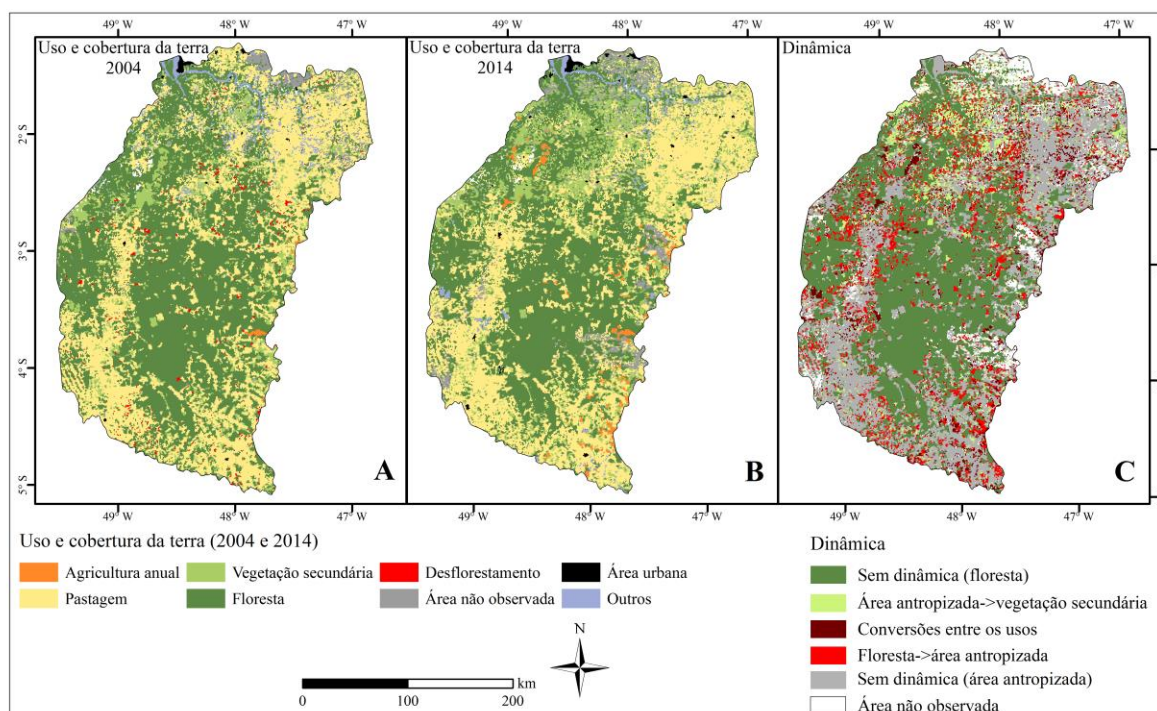 49° W 48° W 47° W 49° W 48° W 47° W 49° W 48° W 47° W
Uso e cobertura da terra
2004
Uso e cobertura da terra
2014
Dinâmica
2° S
3° S
4° S
5° S
A
B
C
49° W 48° W 47° W 49° W 48° W 47° W 49° W 48° W 47° W
Uso e cobertura da terra (2004 e 2014)
Agricultura anual Vegetação secundária Desflorestamento Área urbana
Pastagem Floresta Área não observada Outros
Dinâmica
Sem dinâmica (floresta)
Área antropizada->vegetação secundária
Conversões entre os usos
Floresta->área antropizada
Sem dinâmica (área antropizada)
Área não observada
N
km
0 100 200